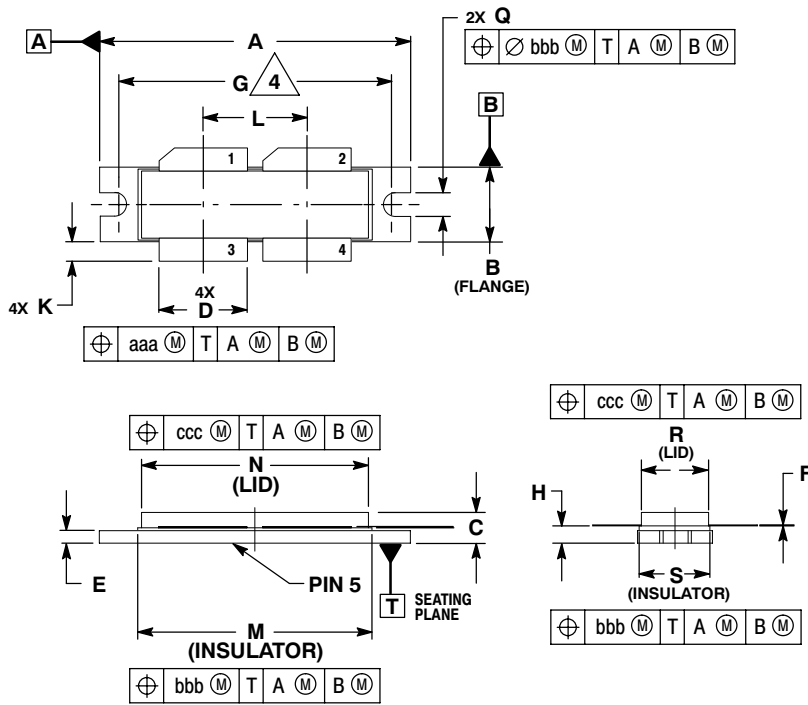 A
A
2X Q
⌖ ∅ bbb Ⓜ T A Ⓜ B Ⓜ
G 4
L
B
1 2
3 4
B
(FLANGE)
4X K
4X
D
⌖ aaa Ⓜ T A Ⓜ B Ⓜ
⌖ ccc Ⓜ T A Ⓜ B Ⓜ
N
(LID)
C
E
PIN 5
T SEATING
PLANE
M
(INSULATOR)
⌖ bbb Ⓜ T A Ⓜ B Ⓜ
⌖ ccc Ⓜ T A Ⓜ B Ⓜ
R
(LID)
H
F
S
(INSULATOR)
⌖ bbb Ⓜ T A Ⓜ B Ⓜ